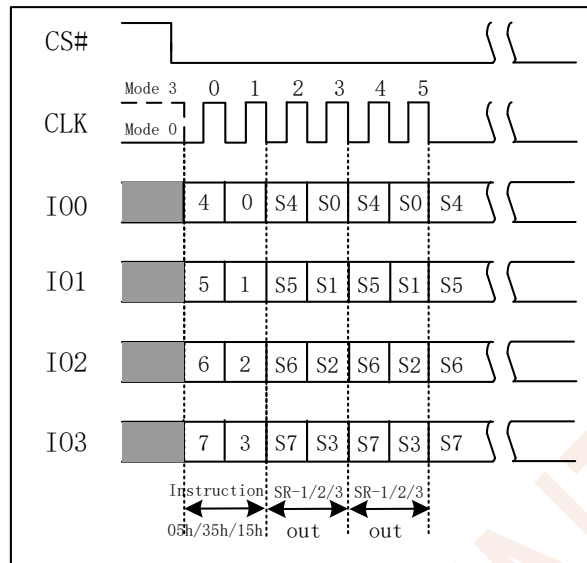 CS#
Mode 3 0 1 2 3 4 5
CLK
Mode 0
IO0 4 0 S4 S0 S4 S0 S4
IO1 5 1 S5 S1 S5 S1 S5
IO2 6 2 S6 S2 S6 S2 S6
IO3 7 3 S7 S3 S7 S3 S7
Instruction SR-1/2/3 SR-1/2/3
05h/35h/15h out out